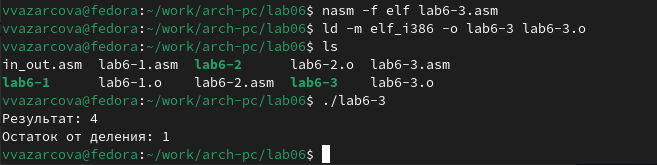 vvazarcova@fedora:~/work/arch-pc/lab06$ nasm -f elf lab6-3.asm
vvazarcova@fedora:~/work/arch-pc/lab06$ ld -m elf_i386 -o lab6-3 lab6-3.o
vvazarcova@fedora:~/work/arch-pc/lab06$ ls
in_out.asm lab6-1.asm lab6-2 lab6-2.o lab6-3.asm
lab6-1 lab6-1.o lab6-2.asm lab6-3 lab6-3.o
vvazarcova@fedora:~/work/arch-pc/lab06$ ./lab6-3
Результат: 4
Остаток от деления: 1
vvazarcova@fedora:~/work/arch-pc/lab06$